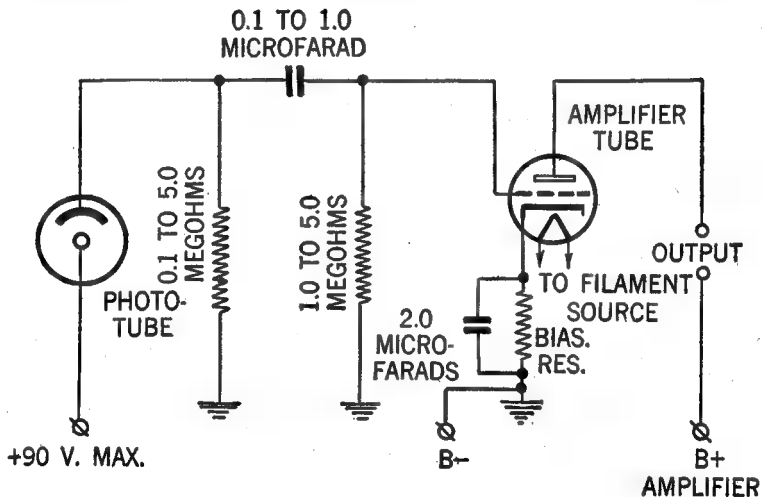 0.1 TO 1.0
MICROFARAD
AMPLIFIER
TUBE
0.1 TO 5.0
MEGOHMS
1.0 TO 5.0
MEGOHMS
PHOTO-
TUBE
OUTPUT
TO FILAMENT
SOURCE
2.0
MICRO-
FARADS
BIAS.
RES.
+90 V. MAX.
B-
B+
AMPLIFIER